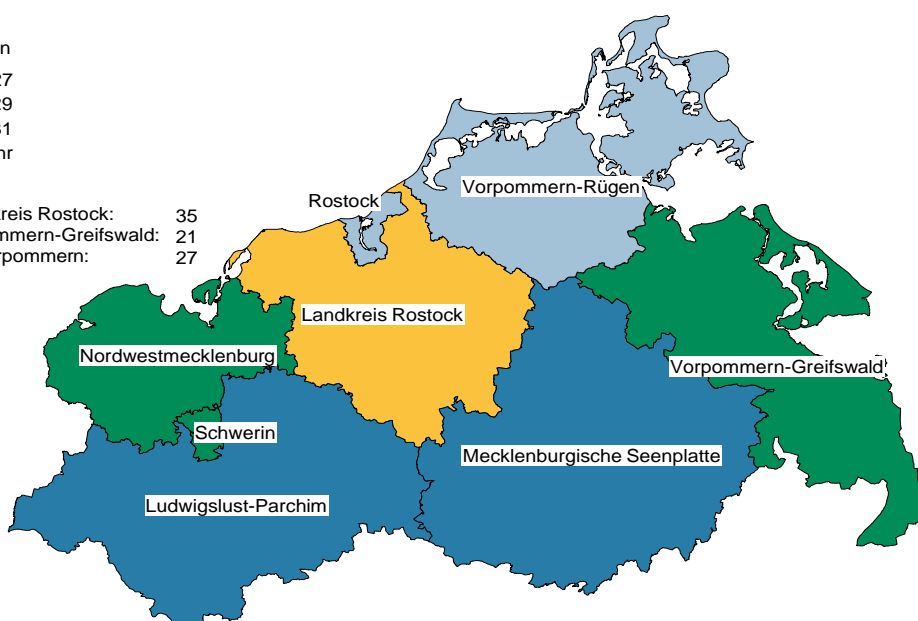 n
27
29
31
hr
kreis Rostock: 35
mmern-Greifswald: 21
rpommern: 27
Rostock
Vorpommern-Rügen
Landkreis Rostock
Nordwestmecklenburg
Vorpommern-Greifswald
Schwerin
Mecklenburgische Seenplatte
Ludwigslust-Parchim